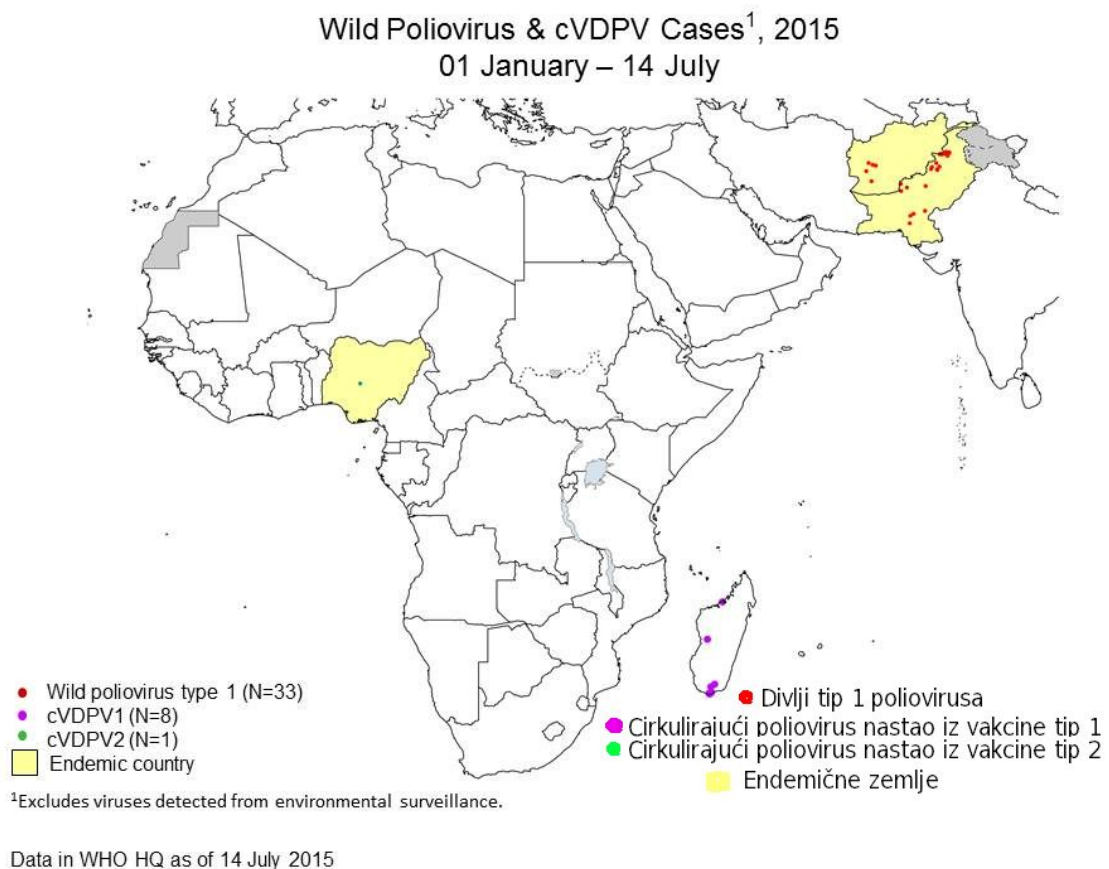 Wild Poliovirus & cVDPV Cases¹, 2015
01 January – 14 July
Wild poliovirus type 1 (N=33)
cVDPV1 (N=8)
cVDPV2 (N=1)
Endemic country
Divlji tip 1 poliovirusa
Cirkulirajući poliovirus nastao iz vakcine tip 1
Cirkulirajući poliovirus nastao iz vakcine tip 2
Endemične zemlje
¹Excludes viruses detected from environmental surveillance.
Data in WHO HQ as of 14 July 2015